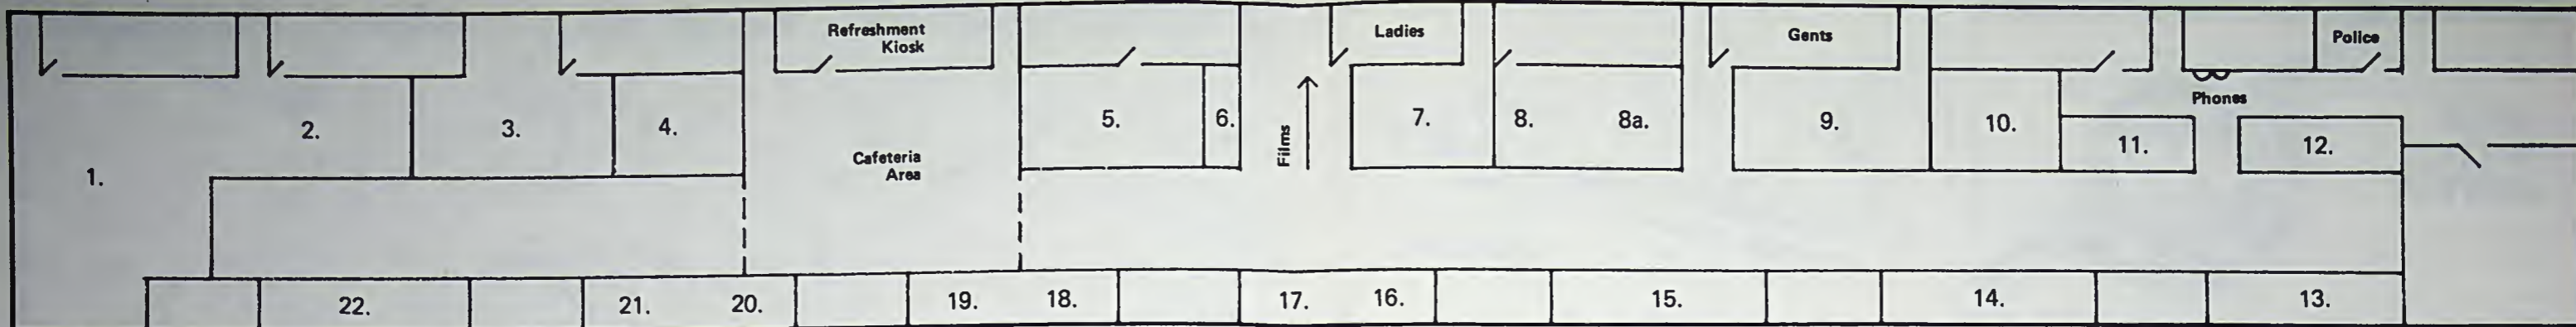 Refreshment
Kiosk
Ladies
Gents
Police
Phones
1.
2.
3.
4.
Cafeteria
Area
5.
6.
Films
7.
8.
8a.
9.
10.
11.
12.
22.
21.
20.
19.
18.
17.
16.
15.
14.
13.